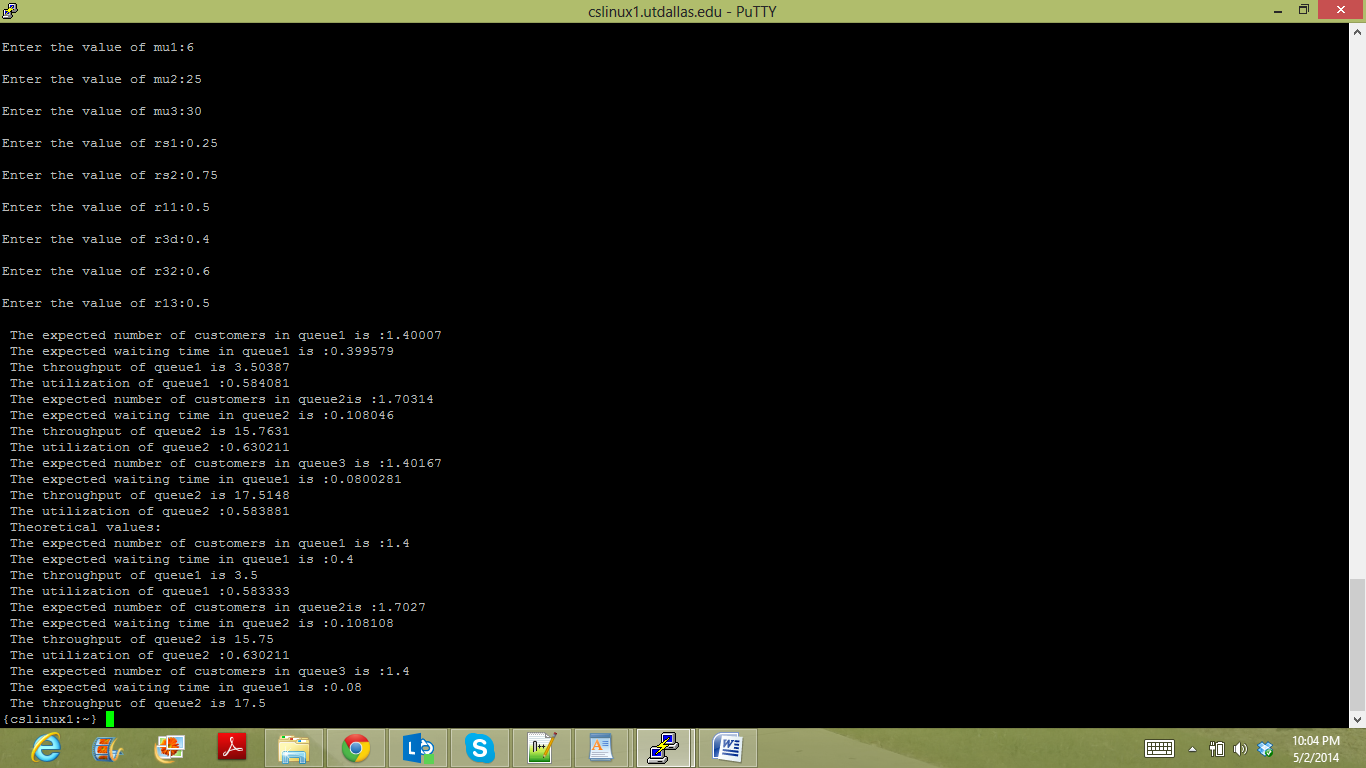 cslinux1.utdallas.edu - PuTTY
Enter the value of mu1:6
Enter the value of mu2:25
Enter the value of mu3:30
Enter the value of rs1:0.25
Enter the value of rs2:0.75
Enter the value of r11:0.5
Enter the value of r3d:0.4
Enter the value of r32:0.6
Enter the value of r13:0.5
The expected number of customers in queue1 is :1.40007
The expected waiting time in queue1 is :0.399579
The throughput of queue1 is 3.50387
The utilization of queue1 :0.584081
The expected number of customers in queue2is :1.70314
The expected waiting time in queue2 is :0.108046
The throughput of queue2 is 15.7631
The utilization of queue2 :0.630211
The expected number of customers in queue3 is :1.40167
The expected waiting time in queue1 is :0.0800281
The throughput of queue2 is 17.5148
The utilization of queue2 :0.583881
Theoretical values:
The expected number of customers in queue1 is :1.4
The expected waiting time in queue1 is :0.4
The throughput of queue1 is 3.5
The utilization of queue1 :0.583333
The expected number of customers in queue2is :1.7027
The expected waiting time in queue2 is :0.108108
The throughput of queue2 is 15.75
The utilization of queue2 :0.630211
The expected number of customers in queue3 is :1.4
The expected waiting time in queue1 is :0.08
The throughput of queue2 is 17.5
{cslinux1:~}
10:04 PM
5/2/2014